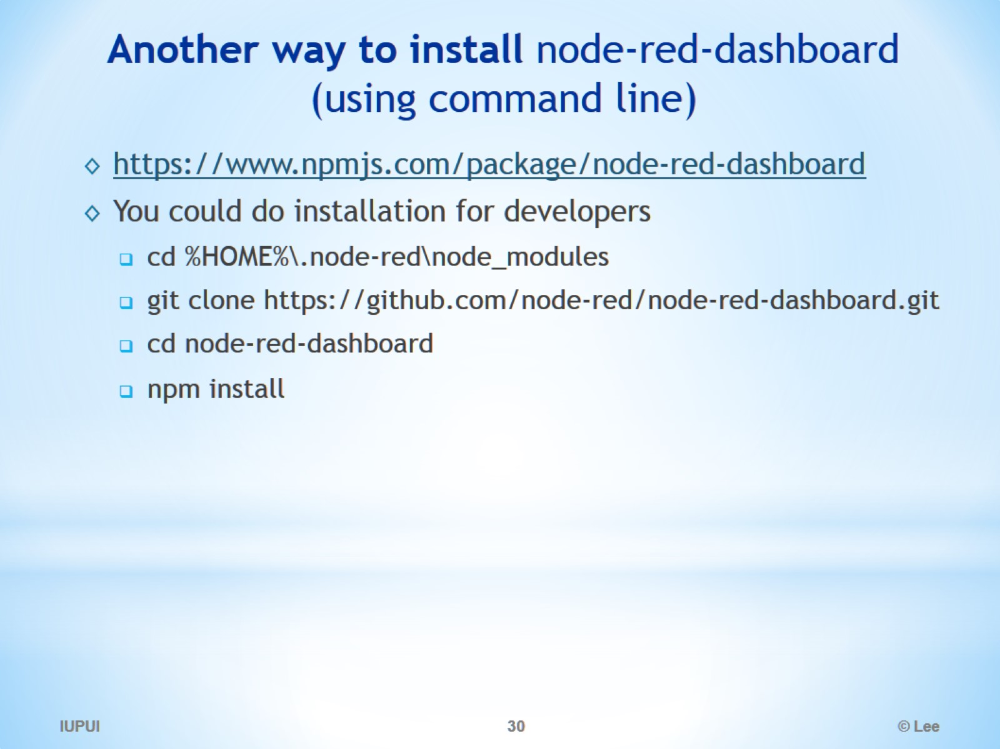 Another way to install node-red-dashboard
(using command line)
https://www.npmjs.com/package/node-red-dashboard
You could do installation for developers
cd %HOME%\.node-red\node_modules
git clone https://github.com/node-red/node-red-dashboard.git
cd node-red-dashboard
npm install
IUPUI
30
© Lee